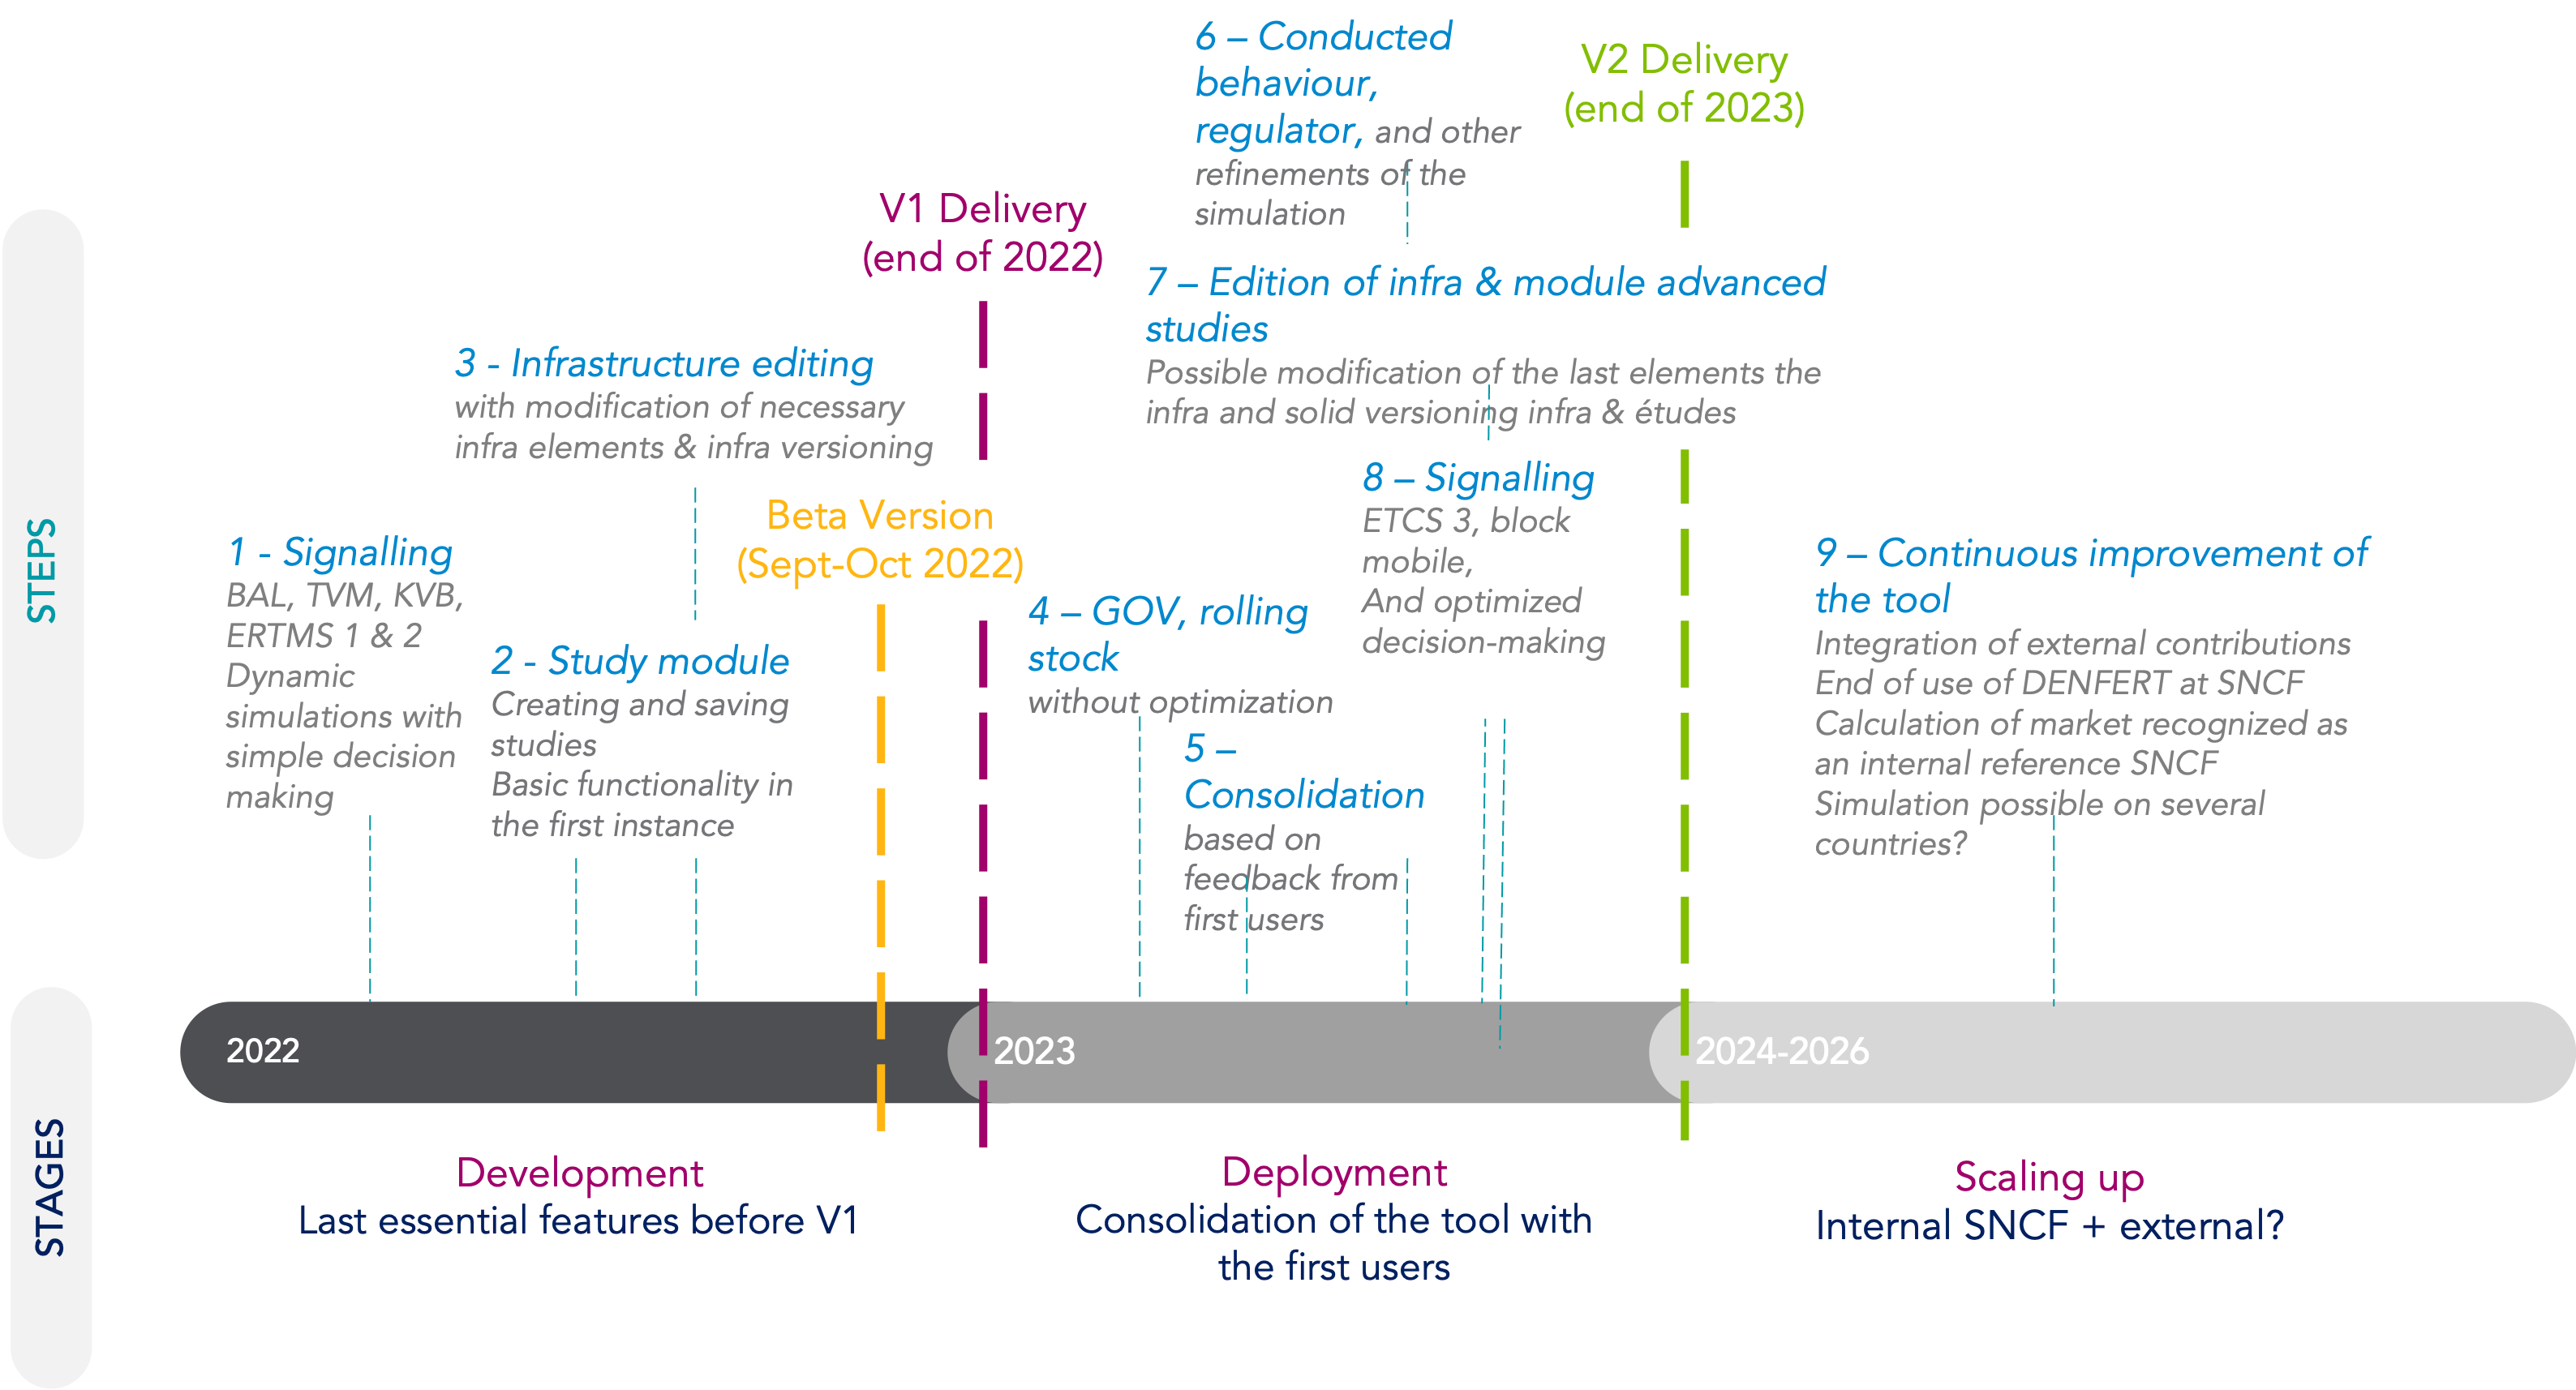 6 – Conducted
behaviour,
regulator, and other
refinements of the
simulation
V2 Delivery
(end of 2023)
V1 Delivery
(end of 2022)
7 – Edition of infra & module advanced
studies
Possible modification of the last elements the
infra and solid versioning infra & études
3 - Infrastructure editing
with modification of necessary
infra elements & infra versioning
Beta Version
(Sept-Oct 2022)
8 – Signalling
ETCS 3, block
mobile,
And optimized
decision-making
STEPS
1 - Signalling
BAL, TVM, KVB,
ERTMS 1 & 2
Dynamic
simulations with
simple decision
making
2 - Study module
Creating and saving
studies
Basic functionality in
the first instance
4 – GOV, rolling
stock
without optimization
5 –
Consolidation
based on
feedback from
first users
9 – Continuous improvement of
the tool
Integration of external contributions
End of use of DENFERT at SNCF
Calculation of market recognized as
an internal reference SNCF
Simulation possible on several
countries?
2022
2023
2024-2026
STAGES
Development
Last essential features before V1
Deployment
Consolidation of the tool with
the first users
Scaling up
Internal SNCF + external?